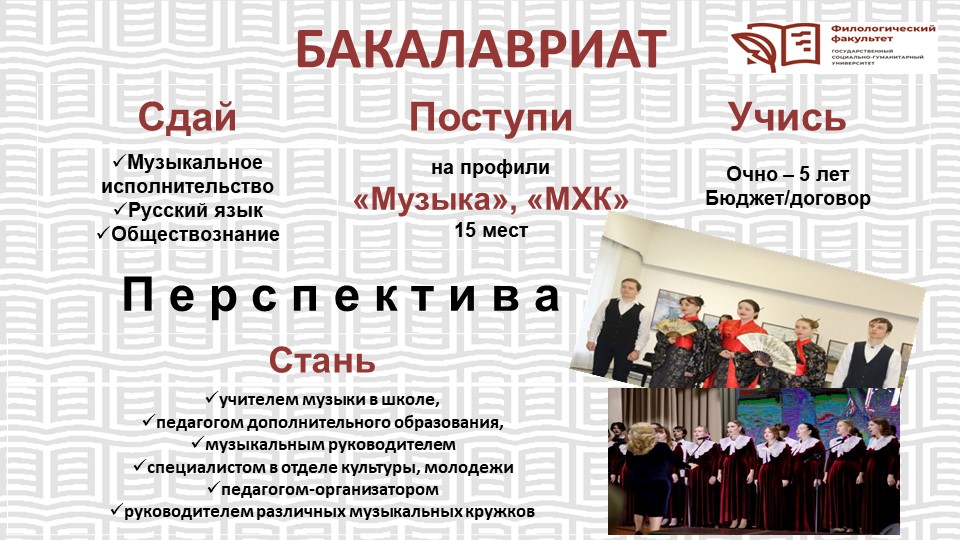 БАКАЛАВРИАТ
Филологический
факультет
ГОСУДАРСТВЕННЫЙ
СОЦИАЛЬНО-ГУМАНИТАРНЫЙ
УНИВЕРСИТЕТ
Сдай
✓Музыкальное
исполнительство
✓Русский язык
✓Обществознание
Поступи
на профили
«Музыка», «МХК»
15 мест
Учись
Очно – 5 лет
Бюджет/договор
Перспектива
Стань
✓учителем музыки в школе,
✓педагогом дополнительного образования,
✓музыкальным руководителем
✓специалистом в отделе культуры, молодежи
✓педагогом-организатором
✓руководителем различных музыкальных кружков